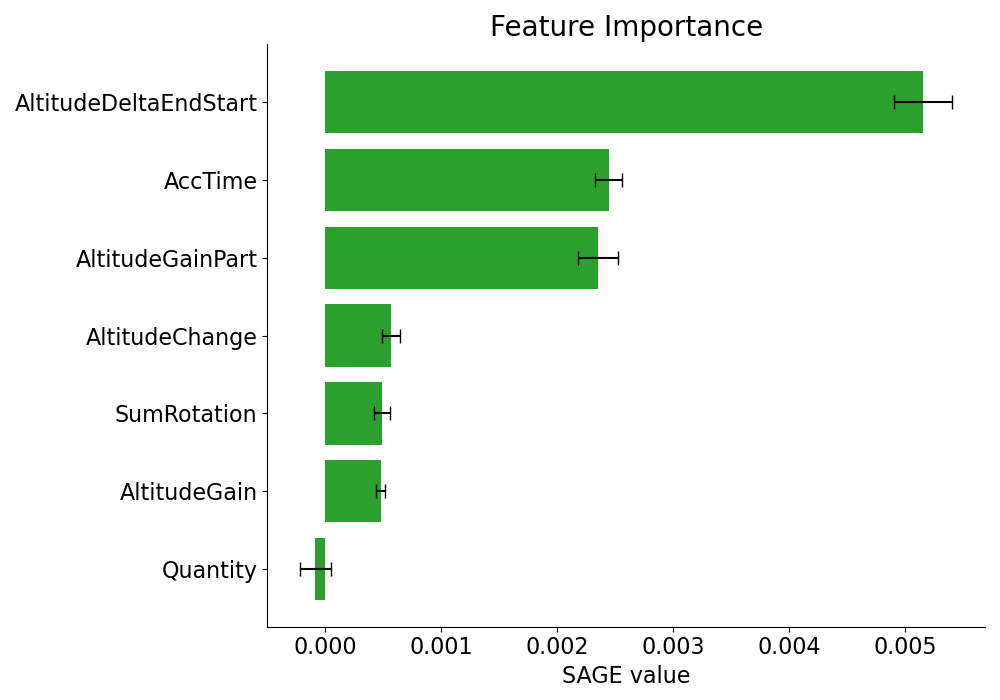 Feature Importance
AltitudeDeltaEndStart
AccTime
AltitudeGainPart
AltitudeChange
SumRotation
AltitudeGain
Quantity
0.000 0.001 0.002 0.003 0.004 0.005
SAGE value